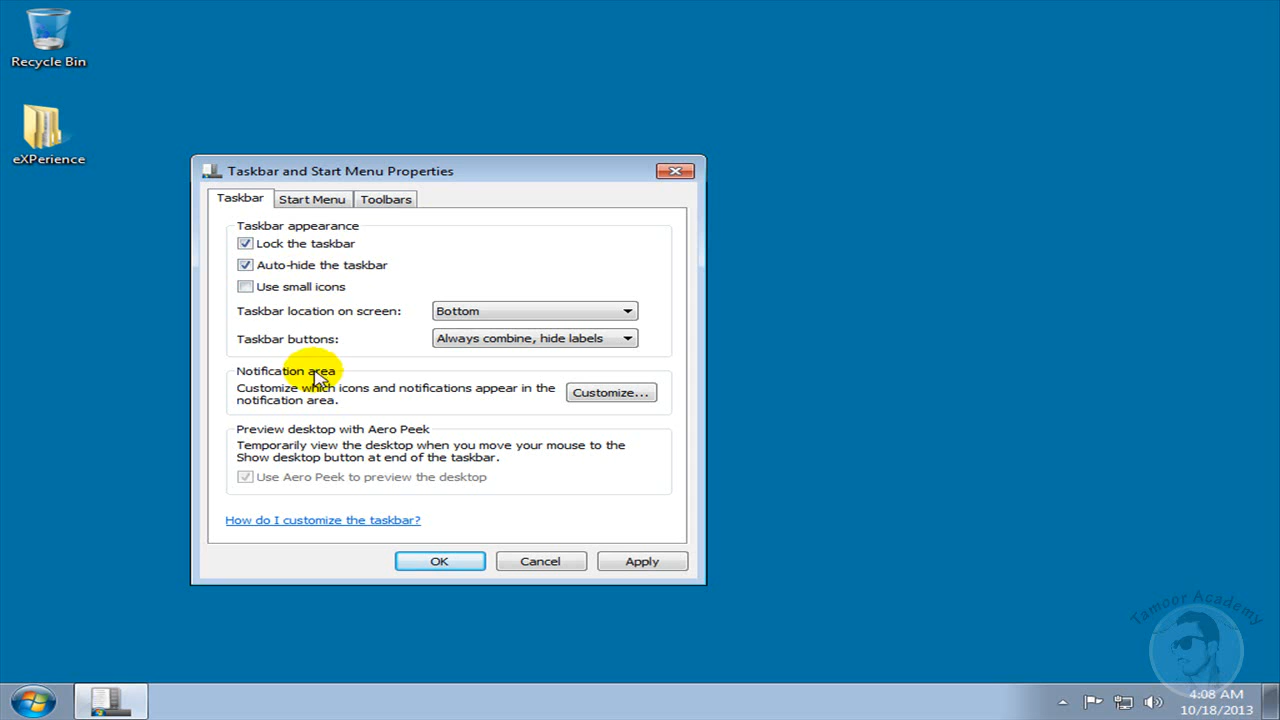 Recycle Bin
eXPerience
Taskbar and Start Menu Properties
Taskbar
Start Menu
Toolbars
Taskbar appearance
Lock the taskbar
Auto-hide the taskbar
Use small icons
Taskbar location on screen:
Bottom
Taskbar buttons:
Always combine, hide labels
Notification area
Customize which icons and notifications appear in the
notification area.
Customize...
Preview desktop with Aero Peek
Temporarily view the desktop when you move your mouse to the
Show desktop button at end of the taskbar.
Use Aero Peek to preview the desktop
How do I customize the taskbar?
OK
Cancel
Apply
Tamoor Academy
4:08 AM
10/18/2013